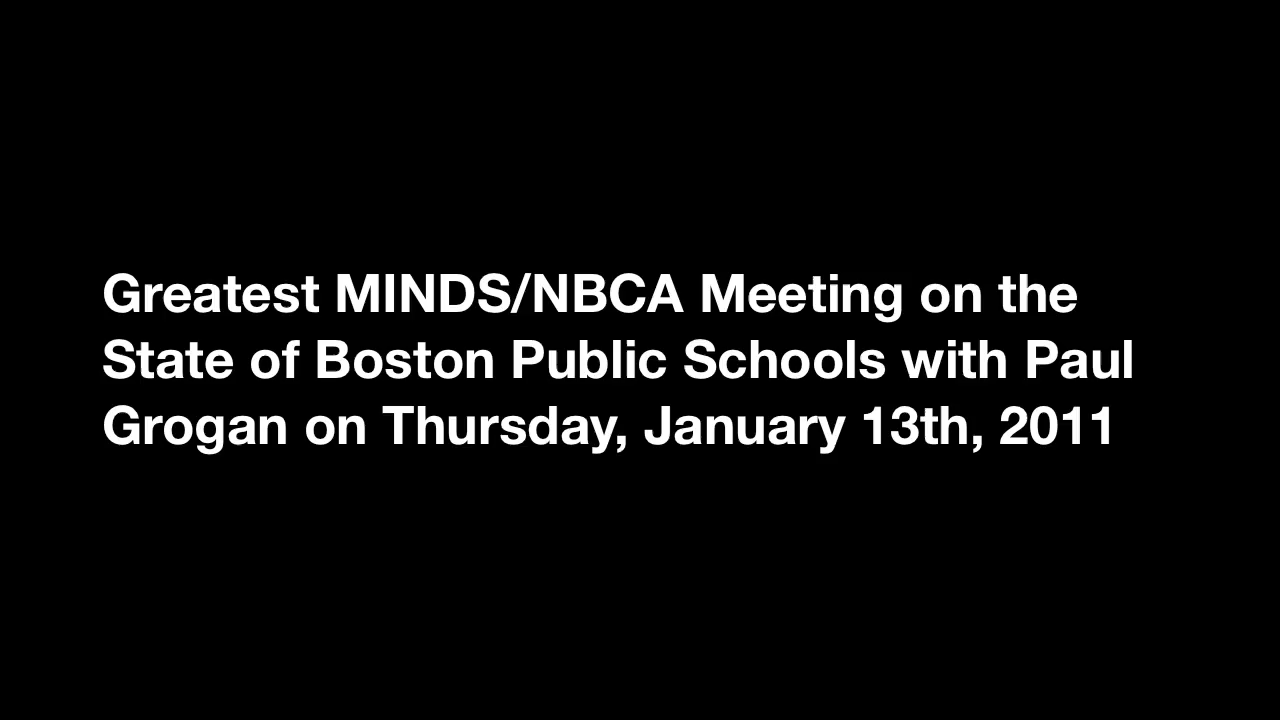 Greatest MINDS/NBCA Meeting on the
State of Boston Public Schools with Paul
Grogan on Thursday, January 13th, 2011